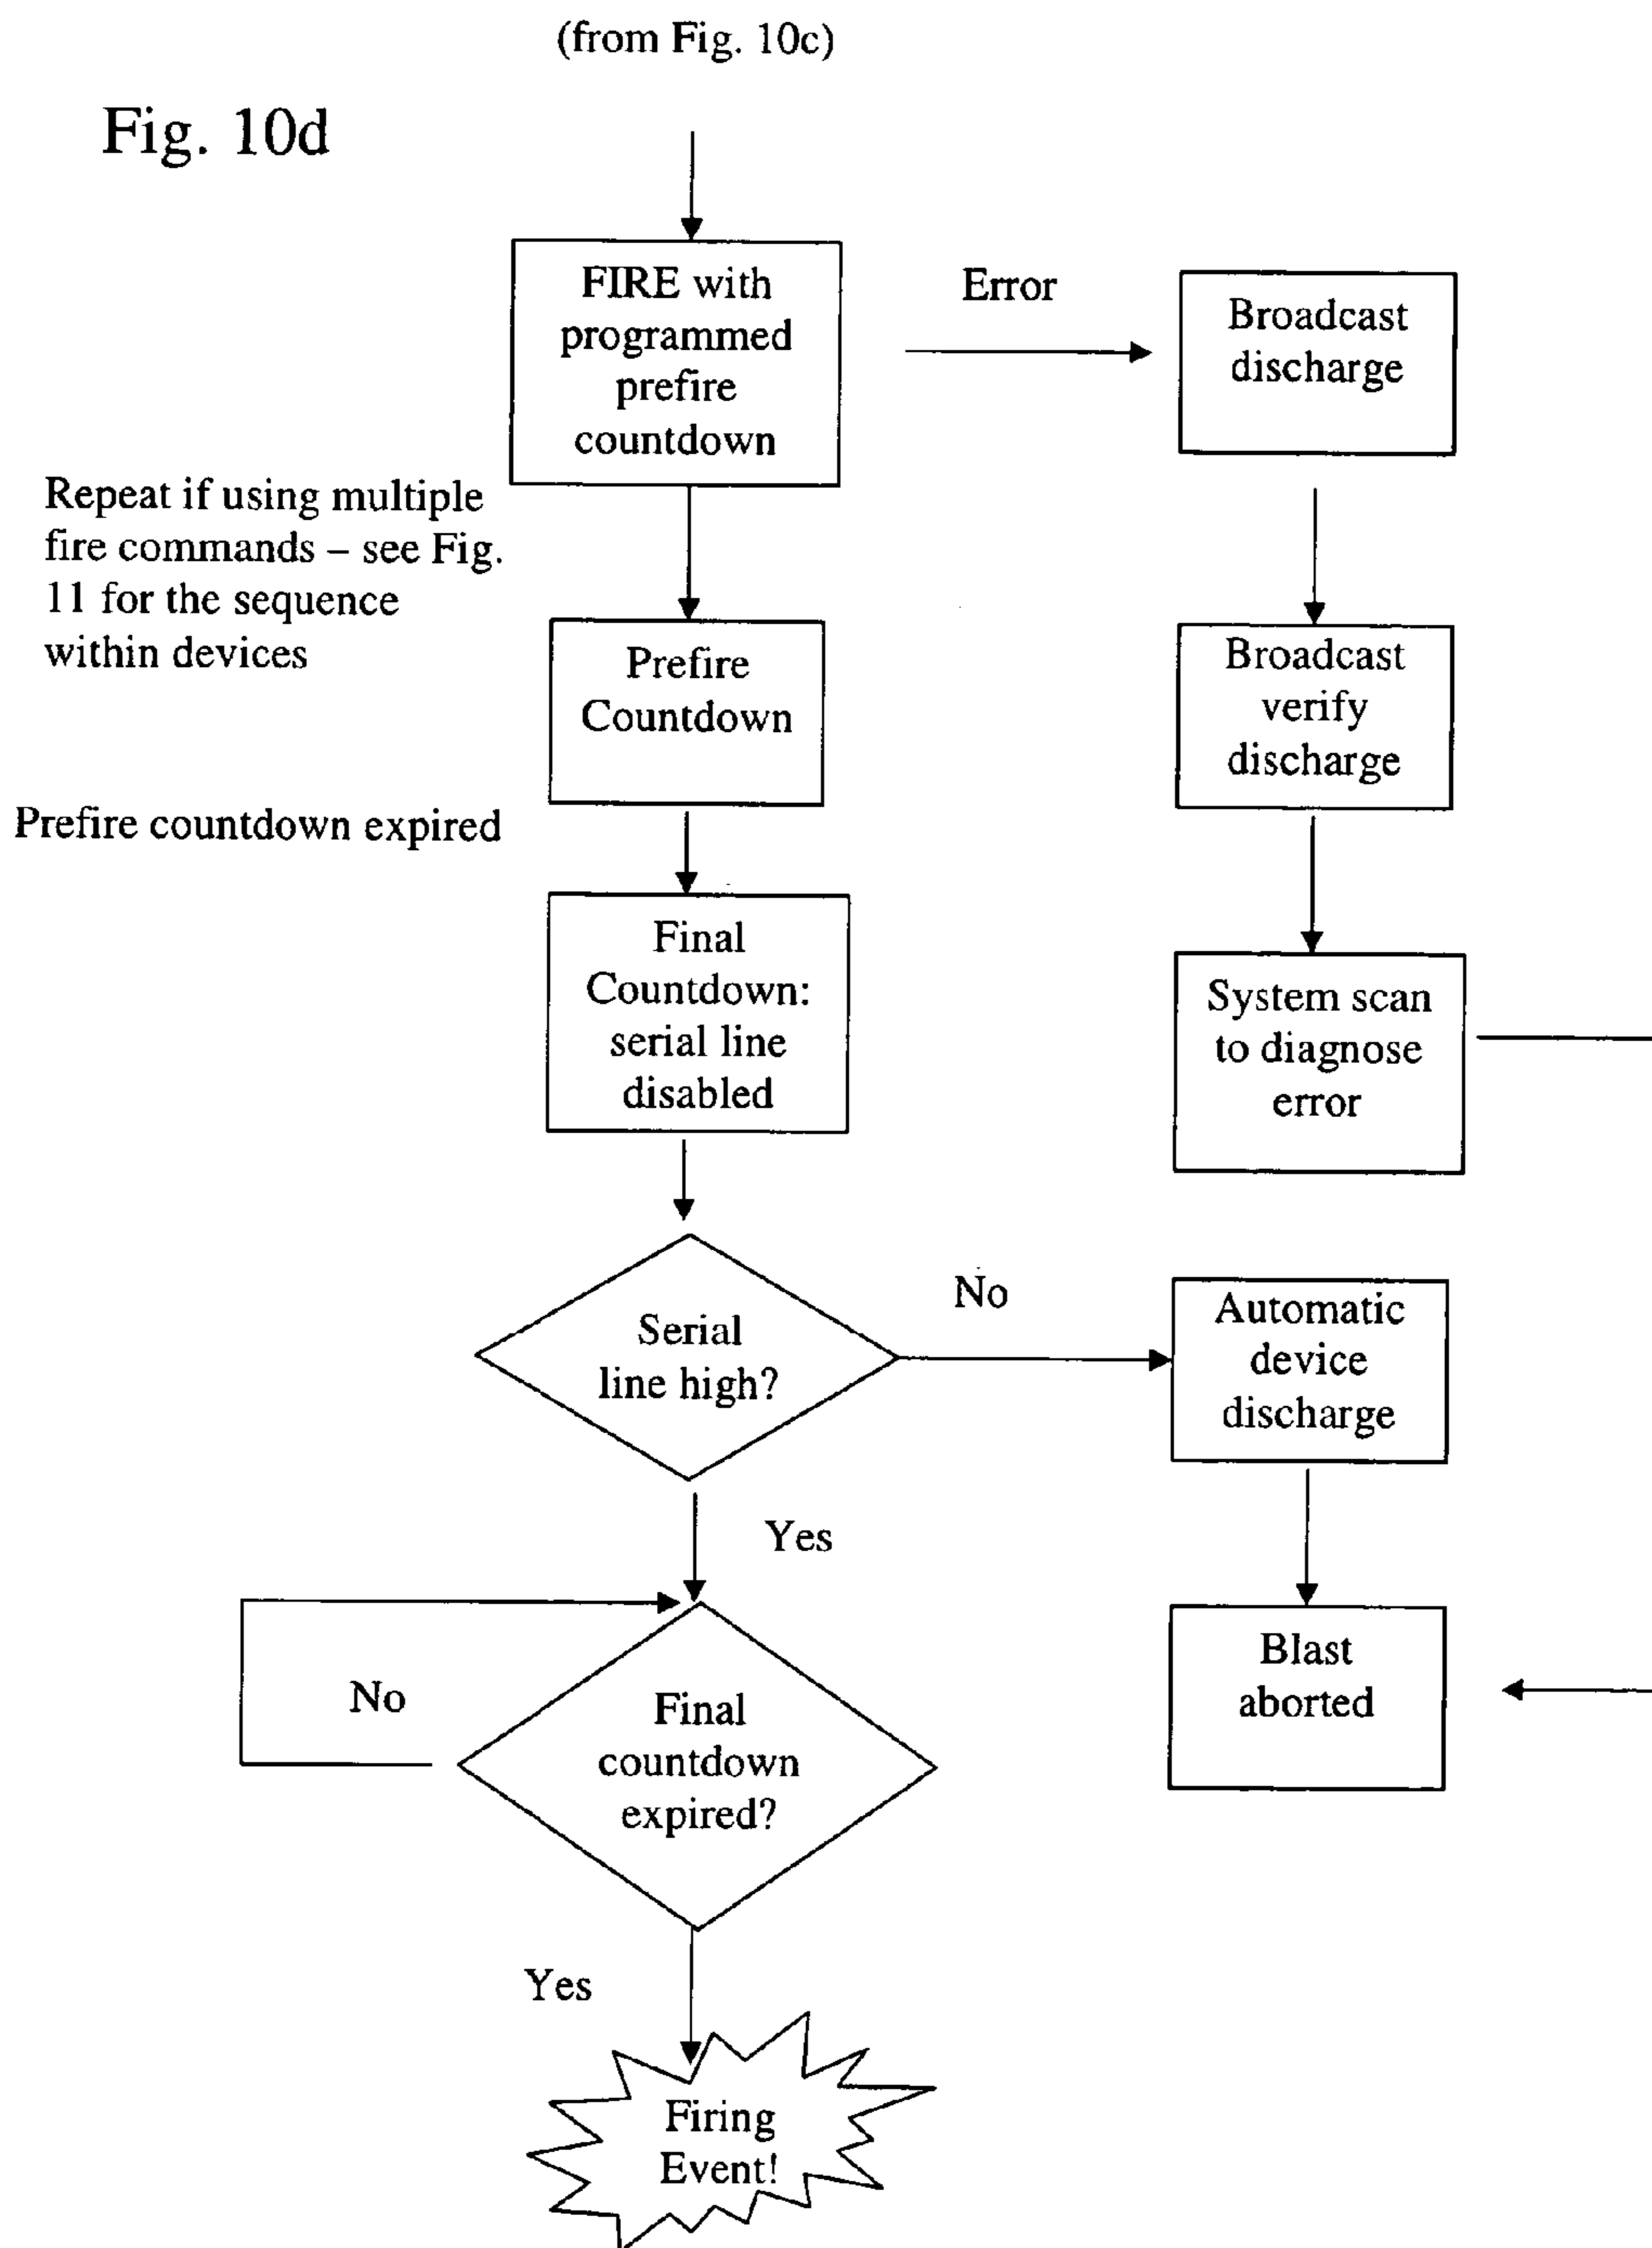 (from Fig. 10c)
Fig. 10d
FIRE with
programmed
prefire
countdown
Error
Broadcast
discharge
Repeat if using multiple
fire commands – see Fig.
11 for the sequence
within devices
Prefire
Countdown
Broadcast
verify
discharge
Prefire countdown expired
Final
Countdown:
serial line
disabled
System scan
to diagnose
error
Serial
line high?
No
Automatic
device
discharge
Yes
Blast
aborted
No
Final
countdown
expired?
Yes
Firing
Event!